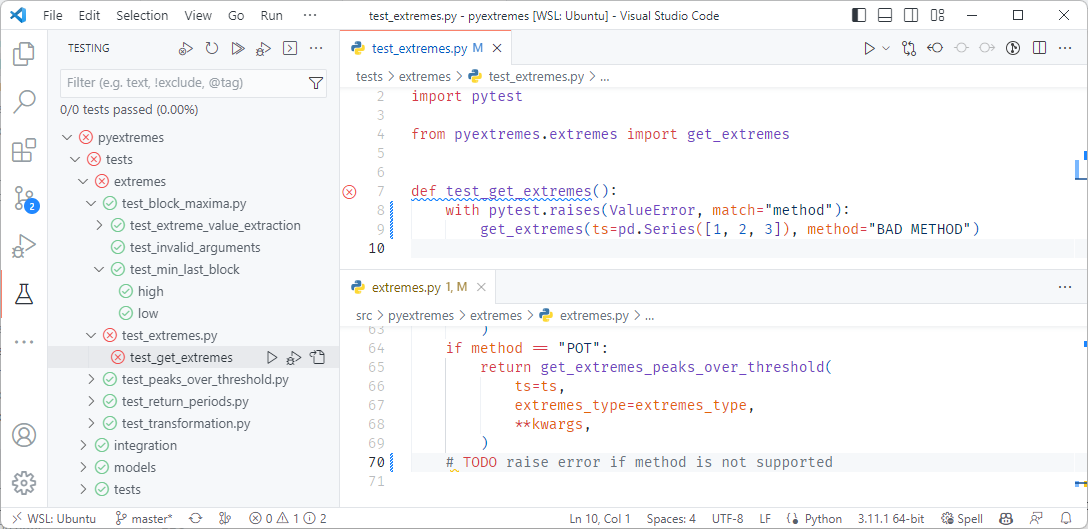 File Edit Selection View Go Run ··· test_extremes.py - pyextremes [WSL: Ubuntu] - Visual Studio Code
TESTING
Filter (e.g. text, !exclude, @tag)
0/0 tests passed (0.00%)
pyextremes
tests
extremes
test_block_maxima.py
test_extreme_value_extraction
test_invalid_arguments
test_min_last_block
high
low
test_extremes.py
test_get_extremes
test_peaks_over_threshold.py
test_return_periods.py
test_transformation.py
integration
models
tests
2
test_extremes.py M
tests > extremes > test_extremes.py > ...
2 import pytest
3
4 from pyextremes.extremes import get_extremes
5
6
7 def test_get_extremes():
8 with pytest.raises(ValueError, match="method"):
9 get_extremes(ts=pd.Series([1, 2, 3]), method="BAD METHOD")
10
extremes.py 1, M
src > pyextremes > extremes > extremes.py > ...
63 )
64 if method == "POT":
65 return get_extremes_peaks_over_threshold(
66 ts=ts,
67 extremes_type=extremes_type,
68 **kwargs,
69 )
70 # TODO raise error if method is not supported
71
WSL: Ubuntu master* 0 1 2 Ln 10, Col 1 Spaces: 4 UTF-8 LF Python 3.11.1 64-bit Spell